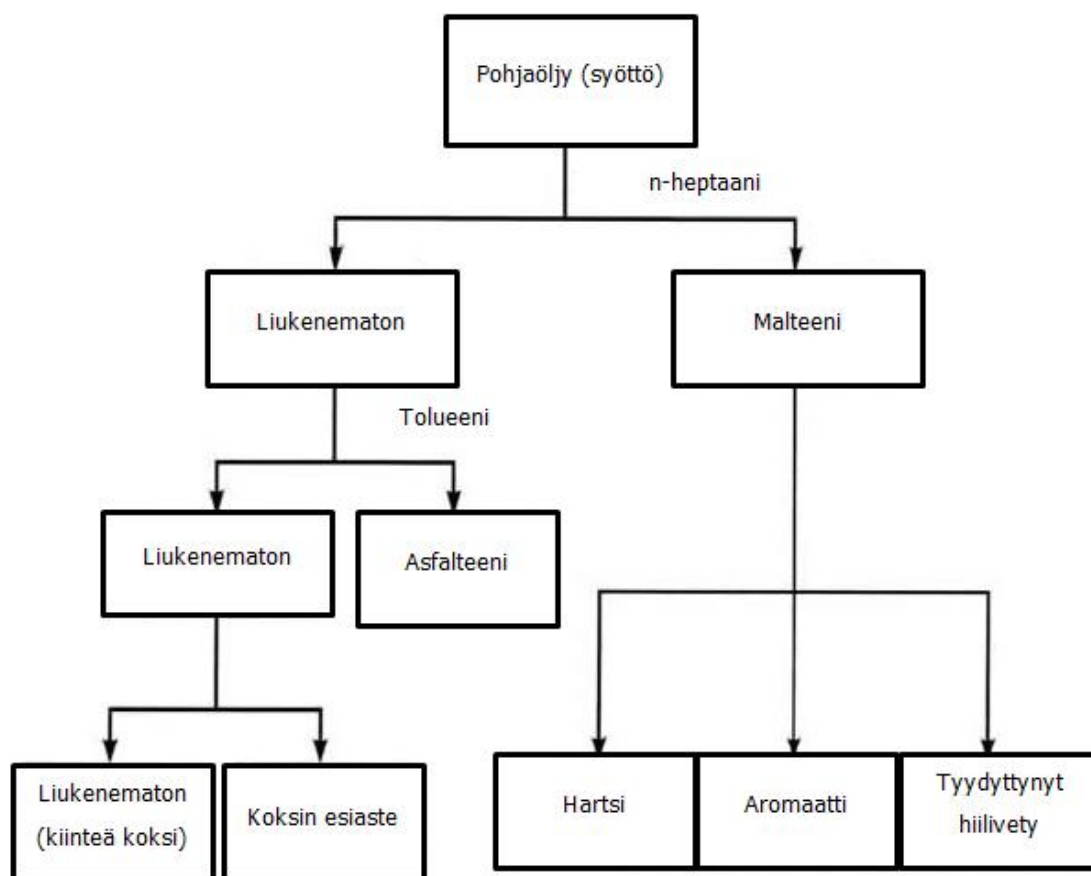 Pohjaöljy (syöttö)
n-heptaani
Liukenematon
Malteeni
Tolueeni
Liukenematon
Asfalteeni
Liukenematon
(kiinteä koksi)
Koksin esiaste
Hartsi
Aromaatti
Tyydyttynyt
hiilivety